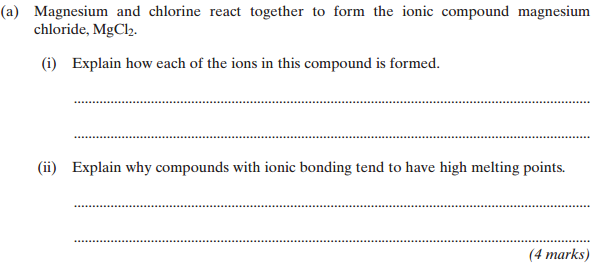 (a) Magnesium and chlorine react together to form the ionic compound magnesium
chloride, MgCl₂.
(i) Explain how each of the ions in this compound is formed.
(ii) Explain why compounds with ionic bonding tend to have high melting points.
(4 marks)